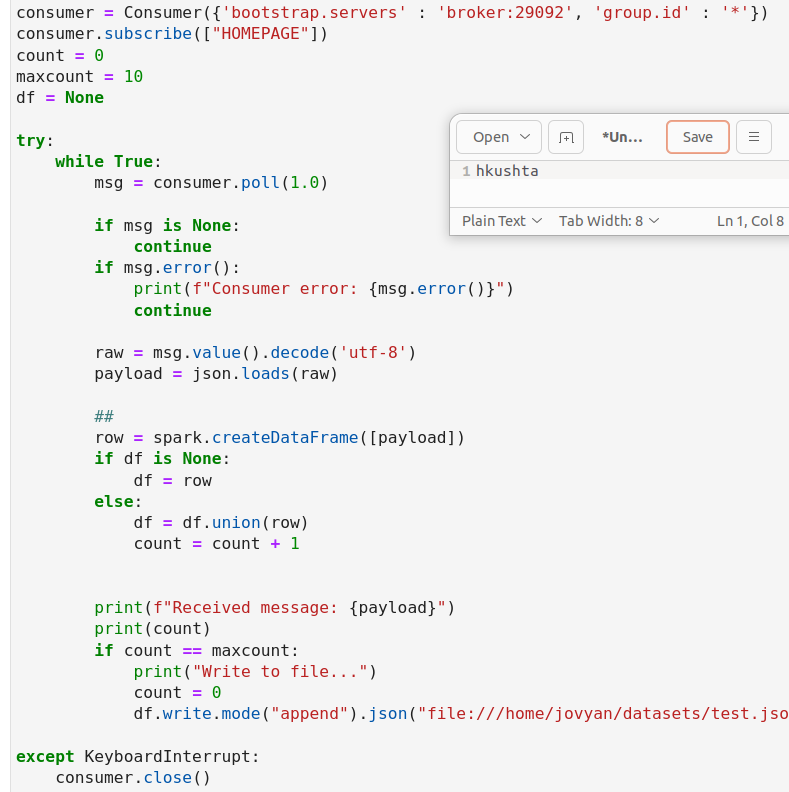 consumer = Consumer({'bootstrap.servers' : 'broker:29092', 'group.id' : '*'})
consumer.subscribe(["HOMEPAGE"])
count = 0
maxcount = 10
df = None
try:
    while True:
        msg = consumer.poll(1.0)
        if msg is None:
            continue
        if msg.error():
            print(f"Consumer error: {msg.error()}")
            continue
        raw = msg.value().decode('utf-8')
        payload = json.loads(raw)
        ##
        row = spark.createDataFrame([payload])
        if df is None:
            df = row
        else:
            df = df.union(row)
            count = count + 1
        print(f"Received message: {payload}")
        print(count)
        if count == maxcount:
            print("Write to file...")
            count = 0
            df.write.mode("append").json("file:///home/jovyan/datasets/test.jso
except KeyboardInterrupt:
    consumer.close()
Open *Un... Save
1 hkushta
Plain Text Tab Width: 8 Ln 1, Col 8